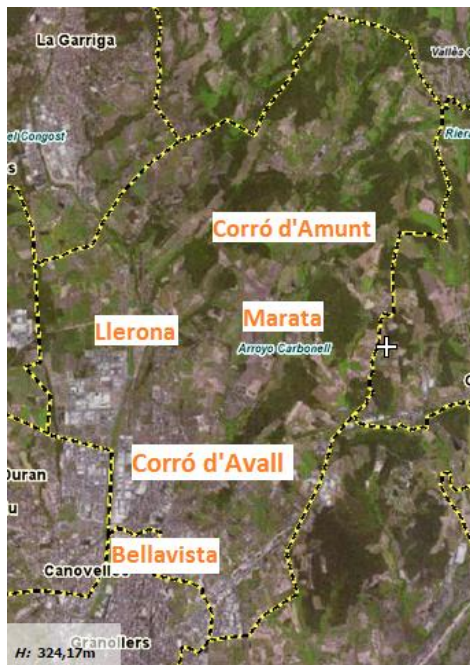 La Garriga
Vallès
el Congost
Riera
s
Corró d'Amunt
Llerona
Marata
Arroyo Carbonell
Corró d'Avall
Duran
u
Bellavista
Canovelles
Granollers
H: 324,17m